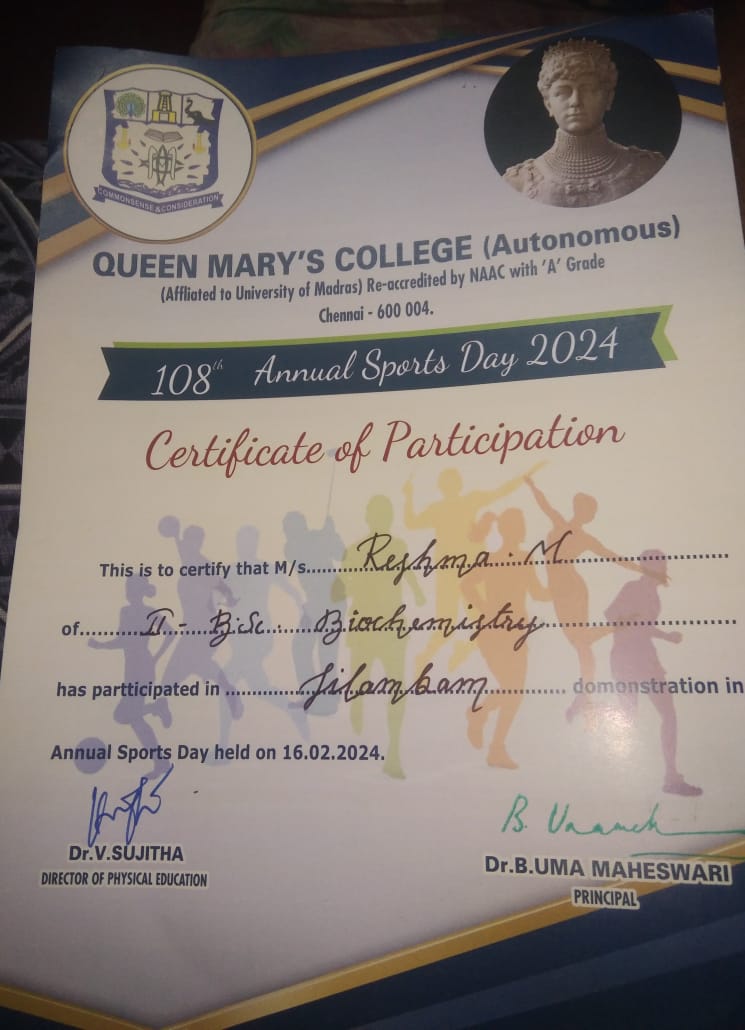 COMMONSENSE & CONSIDERATION
QUEEN MARY'S COLLEGE (Autonomous)
(Affiliated to University of Madras) Re-accredited by NAAC with 'A' Grade
Chennai - 600 004.
108th Annual Sports Day 2024
Certificate of Participation
This is to certify that M/s......Reshma. M......
of......II - B.Sc. Biochemistry......
has partticipated in ......Silambam...... domonstration in
Annual Sports Day held on 16.02.2024.
B. Uma
Dr.V.SUJITHA
DIRECTOR OF PHYSICAL EDUCATION
Dr.B.UMA MAHESWARI
PRINCIPAL